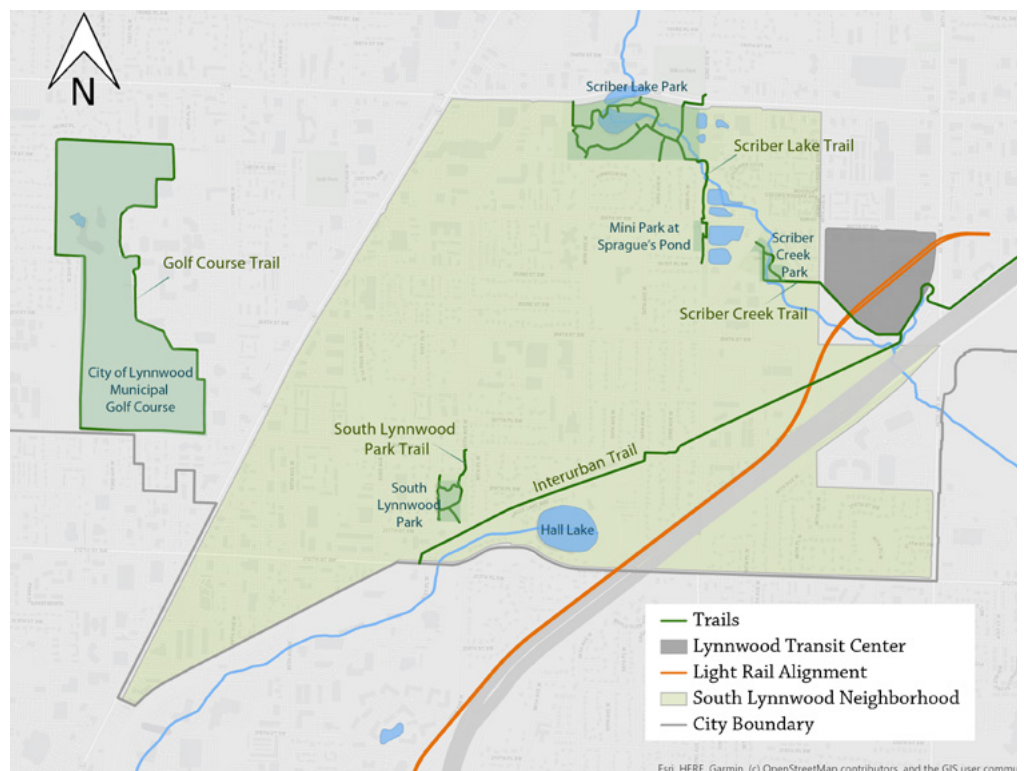 N
Scriber Lake Park
Scriber Lake Trail
Mini Park at
Sprague's Pond
Scriber
Creek
Park
Golf Course Trail
Scriber Creek Trail
City of Lynnwood
Municipal
Golf Course
South Lynnwood
Park Trail
Interurban Trail
South
Lynnwood
Park
Hall Lake
Trails
Lynnwood Transit Center
Light Rail Alignment
South Lynnwood Neighborhood
City Boundary
Esri, HERE, Garmin, (c) OpenStreetMap contributors, and the GIS user commu